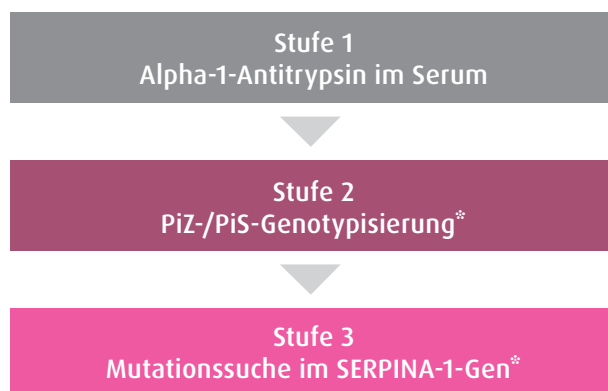 Stufe 1
Alpha-1-Antitrypsin im Serum
Stufe 2
PiZ-/PiS-Genotypisierung*
Stufe 3
Mutationssuche im SERPINA-1-Gen*